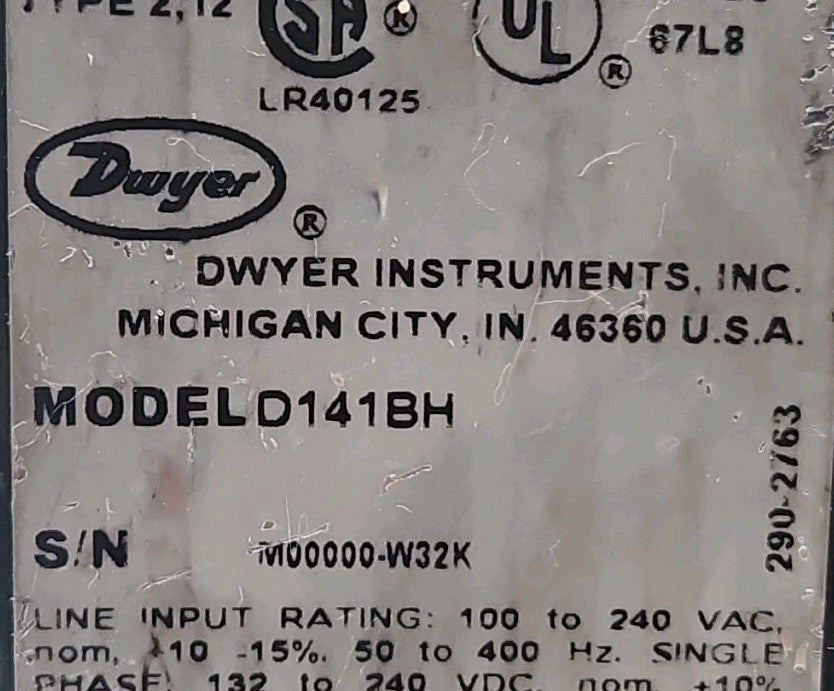 TYPE 2, 12
SA ®
UL ®
67L8
LR40125
Dwyer ®
DWYER INSTRUMENTS, INC.
MICHIGAN CITY, IN. 46360 U.S.A.
MODEL D141BH
290-2763
S/N M00000-W32K
LINE INPUT RATING: 100 to 240 VAC,
nom, +10 -15%. 50 to 400 Hz. SINGLE
PHASE, 132 to 240 VDC, nom +10%